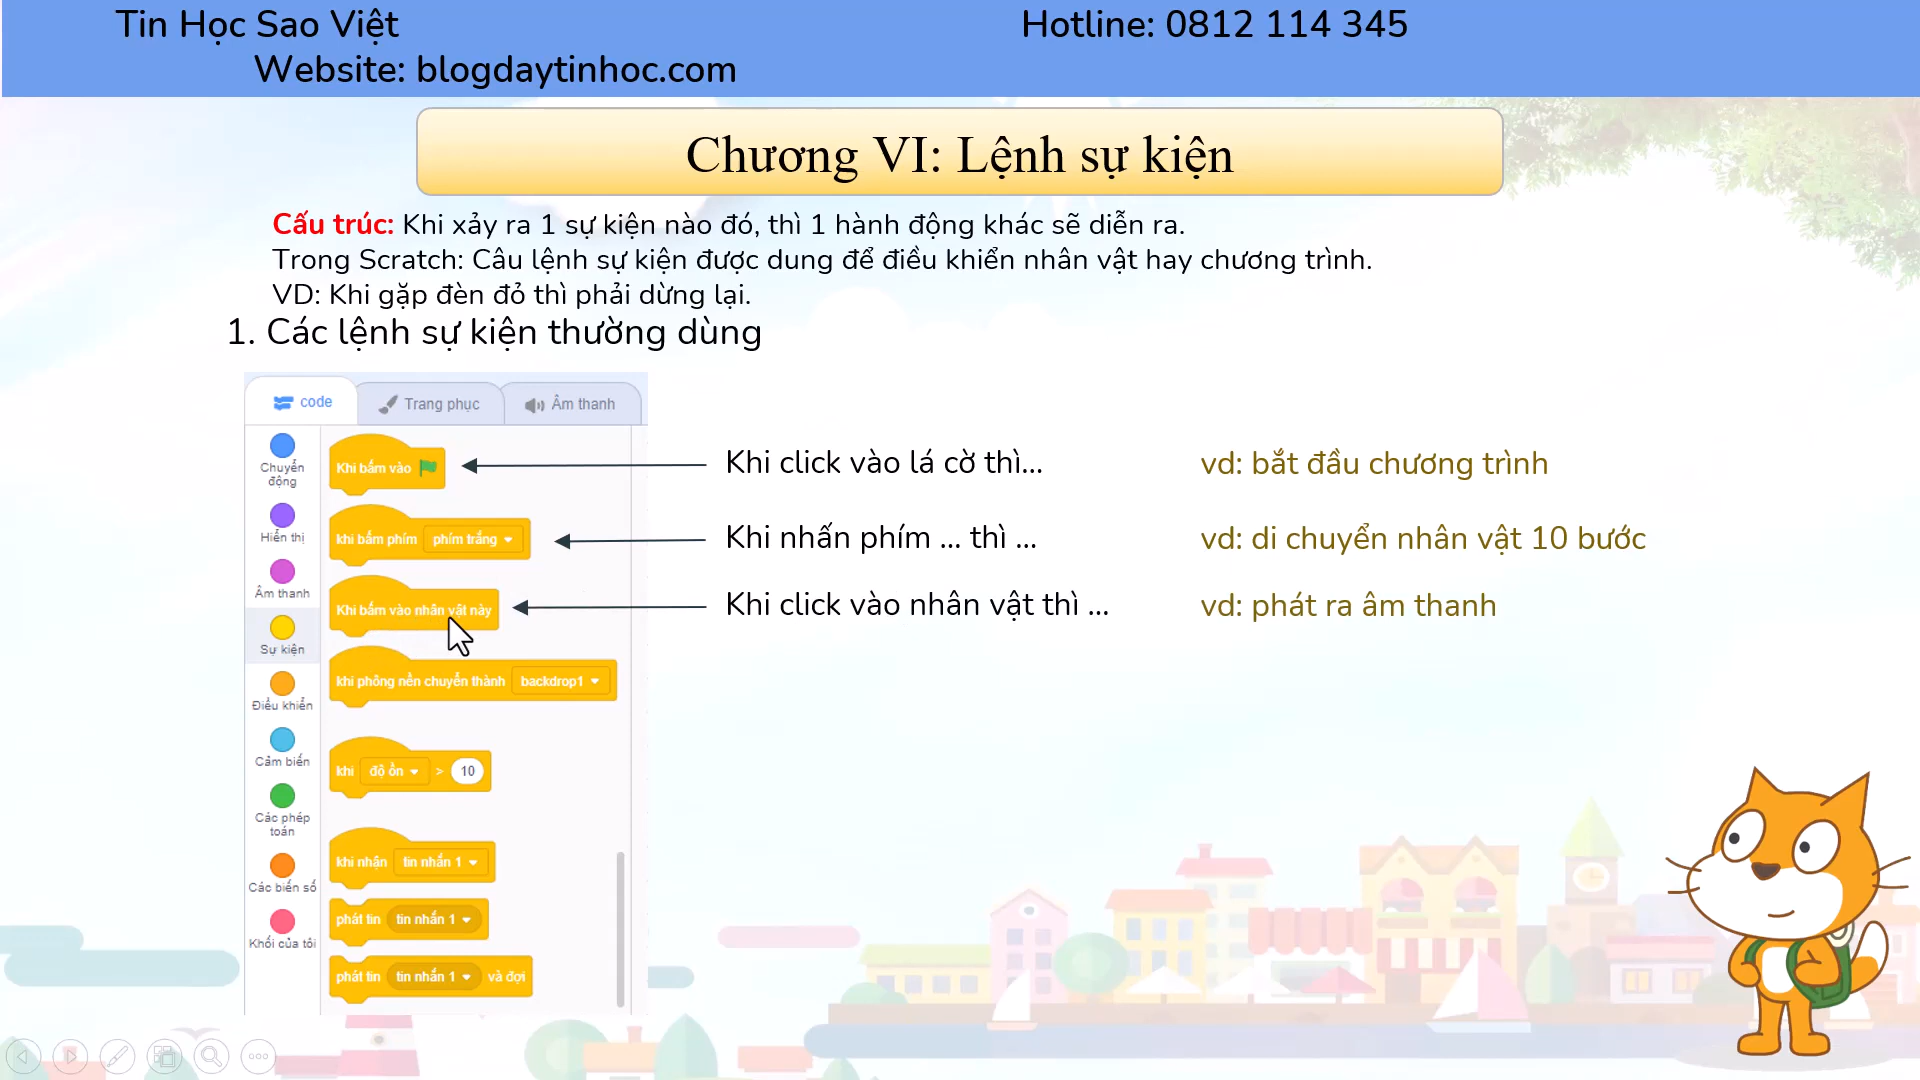 Tin Học Sao Việt
Hotline: 0812 114 345
Website: blogdaytinhoc.com
Chương VI: Lệnh sự kiện
Cấu trúc: Khi xảy ra 1 sự kiện nào đó, thì 1 hành động khác sẽ diễn ra.
Trong Scratch: Câu lệnh sự kiện được dung để điều khiển nhân vật hay chương trình.
VD: Khi gặp đèn đỏ thì phải dừng lại.
1. Các lệnh sự kiện thường dùng
code
Trang phục
Âm thanh
Chuyển động
Hiển thị
Âm thanh
Sự kiện
Điều khiển
Cảm biến
Các phép toán
Các biến số
Khối của tôi
Khi bấm vào
khi bấm phím phím trắng
Khi bấm vào nhân vật này
khi phông nền chuyển thành backdrop1
khi độ ồn > 10
khi nhận tin nhắn 1
phát tin tin nhắn 1
phát tin tin nhắn 1 và đợi
Khi click vào lá cờ thì... vd: bắt đầu chương trình
Khi nhấn phím ... thì ... vd: di chuyển nhân vật 10 bước
Khi click vào nhân vật thì ... vd: phát ra âm thanh